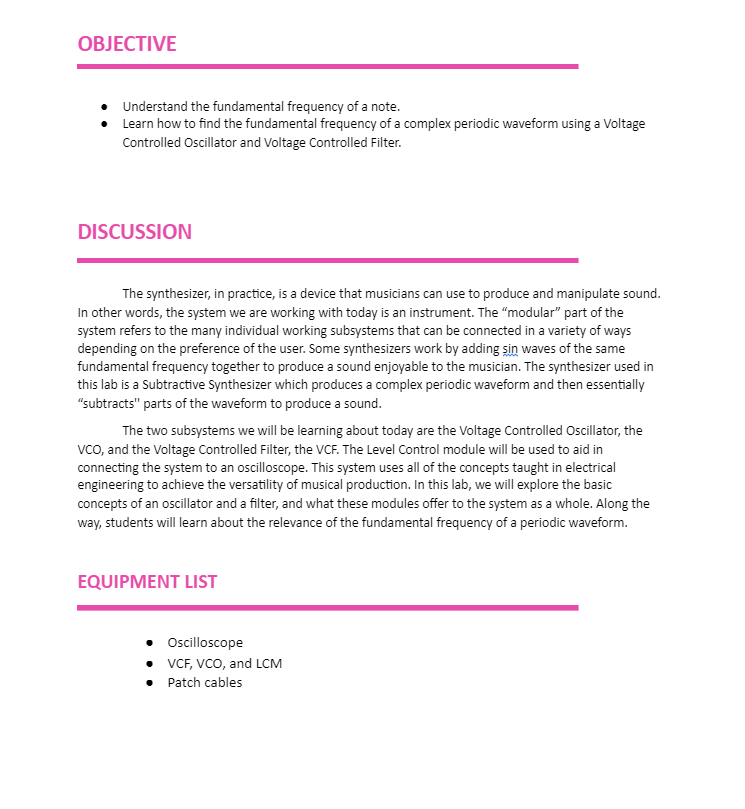 OBJECTIVE
● Understand the fundamental frequency of a note.
● Learn how to find the fundamental frequency of a complex periodic waveform using a Voltage
Controlled Oscillator and Voltage Controlled Filter.
DISCUSSION
The synthesizer, in practice, is a device that musicians can use to produce and manipulate sound.
In other words, the system we are working with today is an instrument. The “modular” part of the
system refers to the many individual working subsystems that can be connected in a variety of ways
depending on the preference of the user. Some synthesizers work by adding sin waves of the same
fundamental frequency together to produce a sound enjoyable to the musician. The synthesizer used in
this lab is a Subtractive Synthesizer which produces a complex periodic waveform and then essentially
“subtracts" parts of the waveform to produce a sound.
The two subsystems we will be learning about today are the Voltage Controlled Oscillator, the
VCO, and the Voltage Controlled Filter, the VCF. The Level Control module will be used to aid in
connecting the system to an oscilloscope. This system uses all of the concepts taught in electrical
engineering to achieve the versatility of musical production. In this lab, we will explore the basic
concepts of an oscillator and a filter, and what these modules offer to the system as a whole. Along the
way, students will learn about the relevance of the fundamental frequency of a periodic waveform.
EQUIPMENT LIST
● Oscilloscope
● VCF, VCO, and LCM
● Patch cables